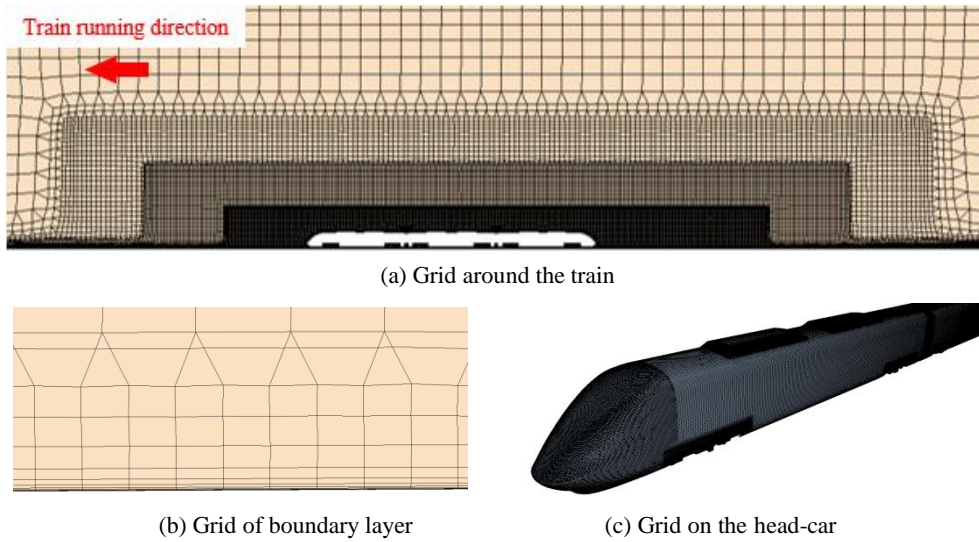 Train running direction
(a) Grid around the train
(b) Grid of boundary layer
(c) Grid on the head-car